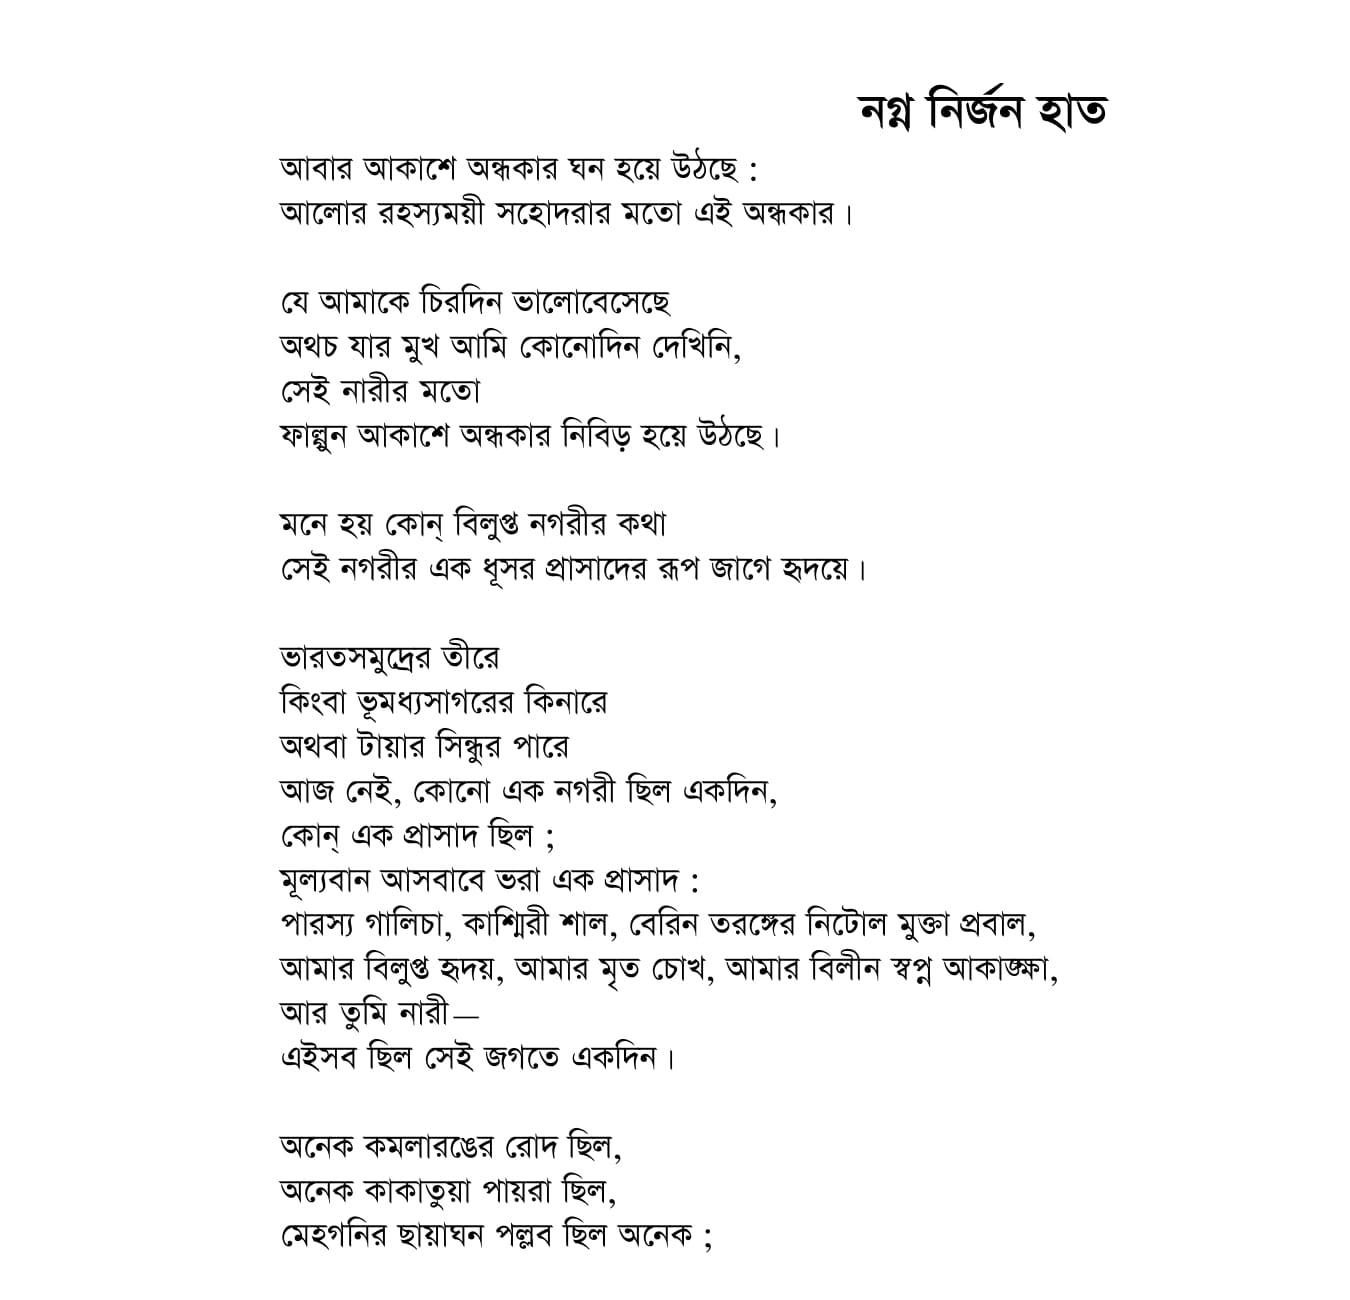 নগ্ন নির্জন হাত
আবার আকাশে অন্ধকার ঘন হয়ে উঠছে :
আলোর রহস্যময়ী সহোদরার মতো এই অন্ধকার।
যে আমাকে চিরদিন ভালোবেসেছে
অথচ যার মুখ আমি কোনোদিন দেখিনি,
সেই নারীর মতো
ফাল্গুন আকাশে অন্ধকার নিবিড় হয়ে উঠছে।
মনে হয় কোন্ বিলুপ্ত নগরীর কথা
সেই নগরীর এক ধূসর প্রাসাদের রূপ জাগে হৃদয়ে।
ভারতসমুদ্রের তীরে
কিংবা ভূমধ্যসাগরের কিনারে
অথবা টায়ার সিন্ধুর পারে
আজ নেই, কোনো এক নগরী ছিল একদিন,
কোন্ এক প্রাসাদ ছিল ;
মূল্যবান আসবাবে ভরা এক প্রাসাদ :
পারস্য গালিচা, কাশ্মিরী শাল, বেরিন তরঙ্গের নিটোল মুক্তা প্রবাল,
আমার বিলুপ্ত হৃদয়, আমার মৃত চোখ, আমার বিলীন স্বপ্ন আকাঙ্ক্ষা,
আর তুমি নারী—
এইসব ছিল সেই জগতে একদিন।
অনেক কমলারঙের রোদ ছিল,
অনেক কাকাতুয়া পায়রা ছিল,
মেহগনির ছায়াঘন পল্লব ছিল অনেক ;